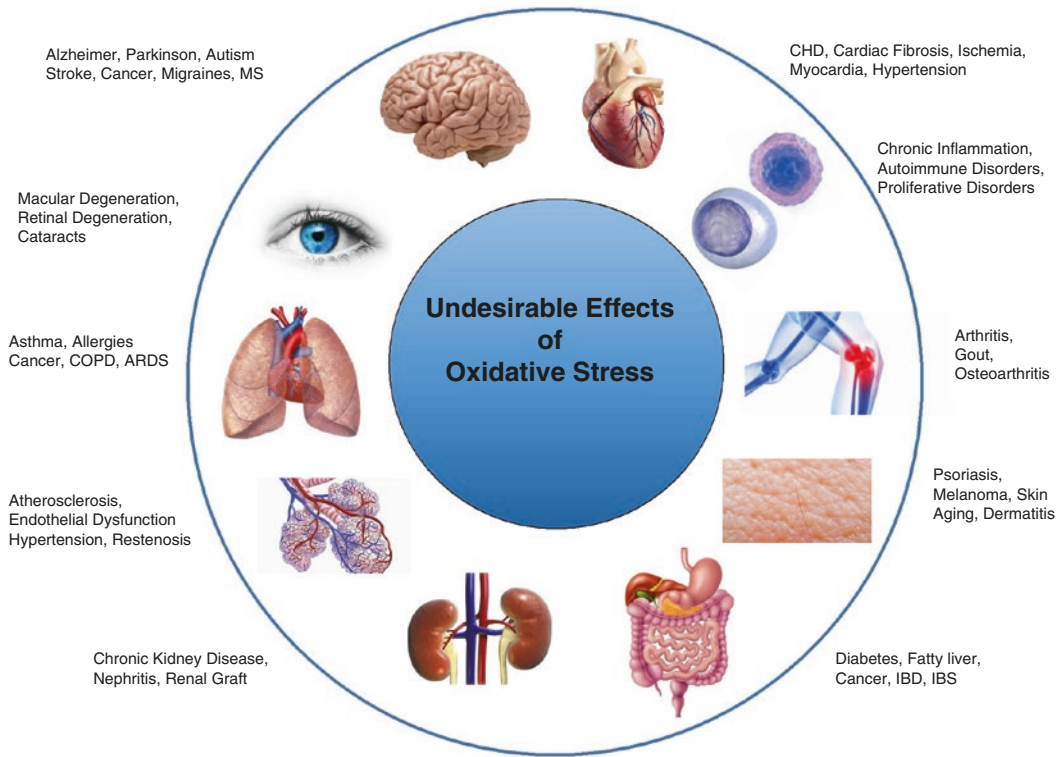 Alzheimer, Parkinson, Autism
Stroke, Cancer, Migraines, MS
CHD, Cardiac Fibrosis, Ischemia,
Myocardia, Hypertension
Chronic Inflammation,
Autoimmune Disorders,
Proliferative Disorders
Macular Degeneration,
Retinal Degeneration,
Cataracts
Undesirable Effects
of
Oxidative Stress
Asthma, Allergies
Cancer, COPD, ARDS
Arthritis,
Gout,
Osteoarthritis
Atherosclerosis,
Endothelial Dysfunction
Hypertension, Restenosis
Psoriasis,
Melanoma, Skin
Aging, Dermatitis
Chronic Kidney Disease,
Nephritis, Renal Graft
Diabetes, Fatty liver,
Cancer, IBD, IBS